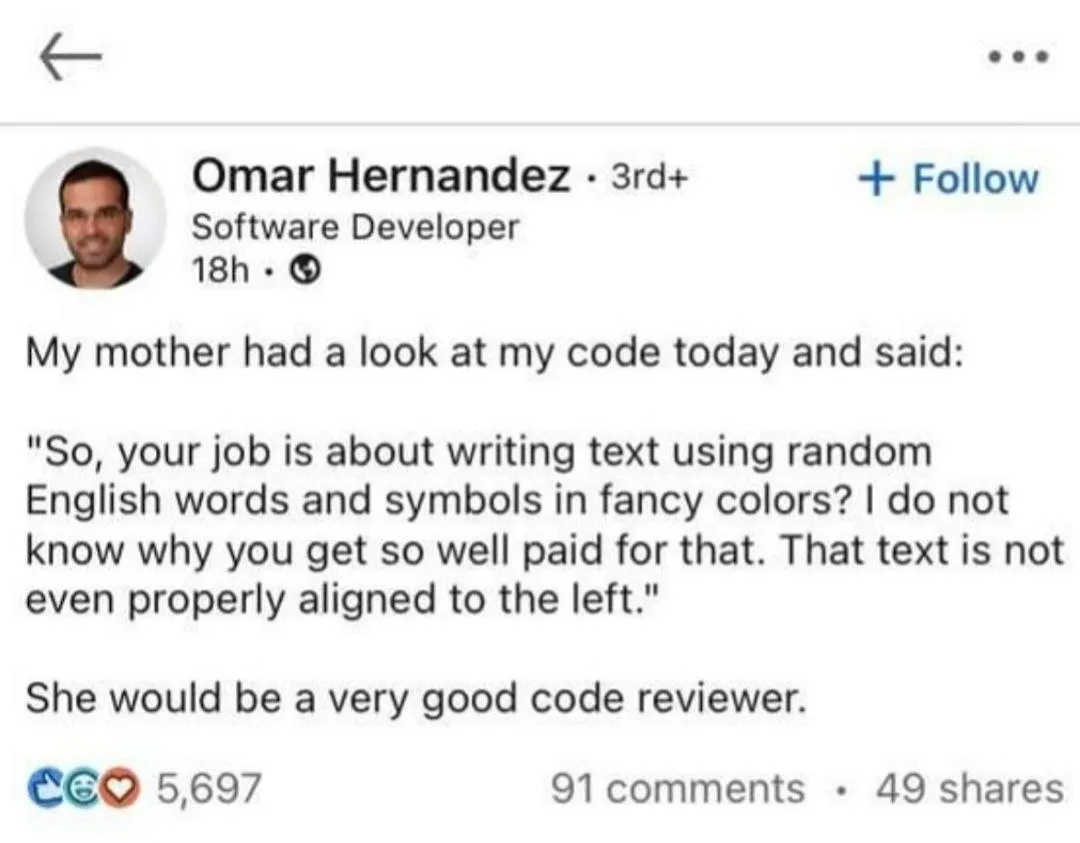 Omar Hernandez · 3rd+
+ Follow
Software Developer
18h ·
My mother had a look at my code today and said:
"So, your job is about writing text using random
English words and symbols in fancy colors? I do not
know why you get so well paid for that. That text is not
even properly aligned to the left."
She would be a very good code reviewer.
5,697
91 comments · 49 shares